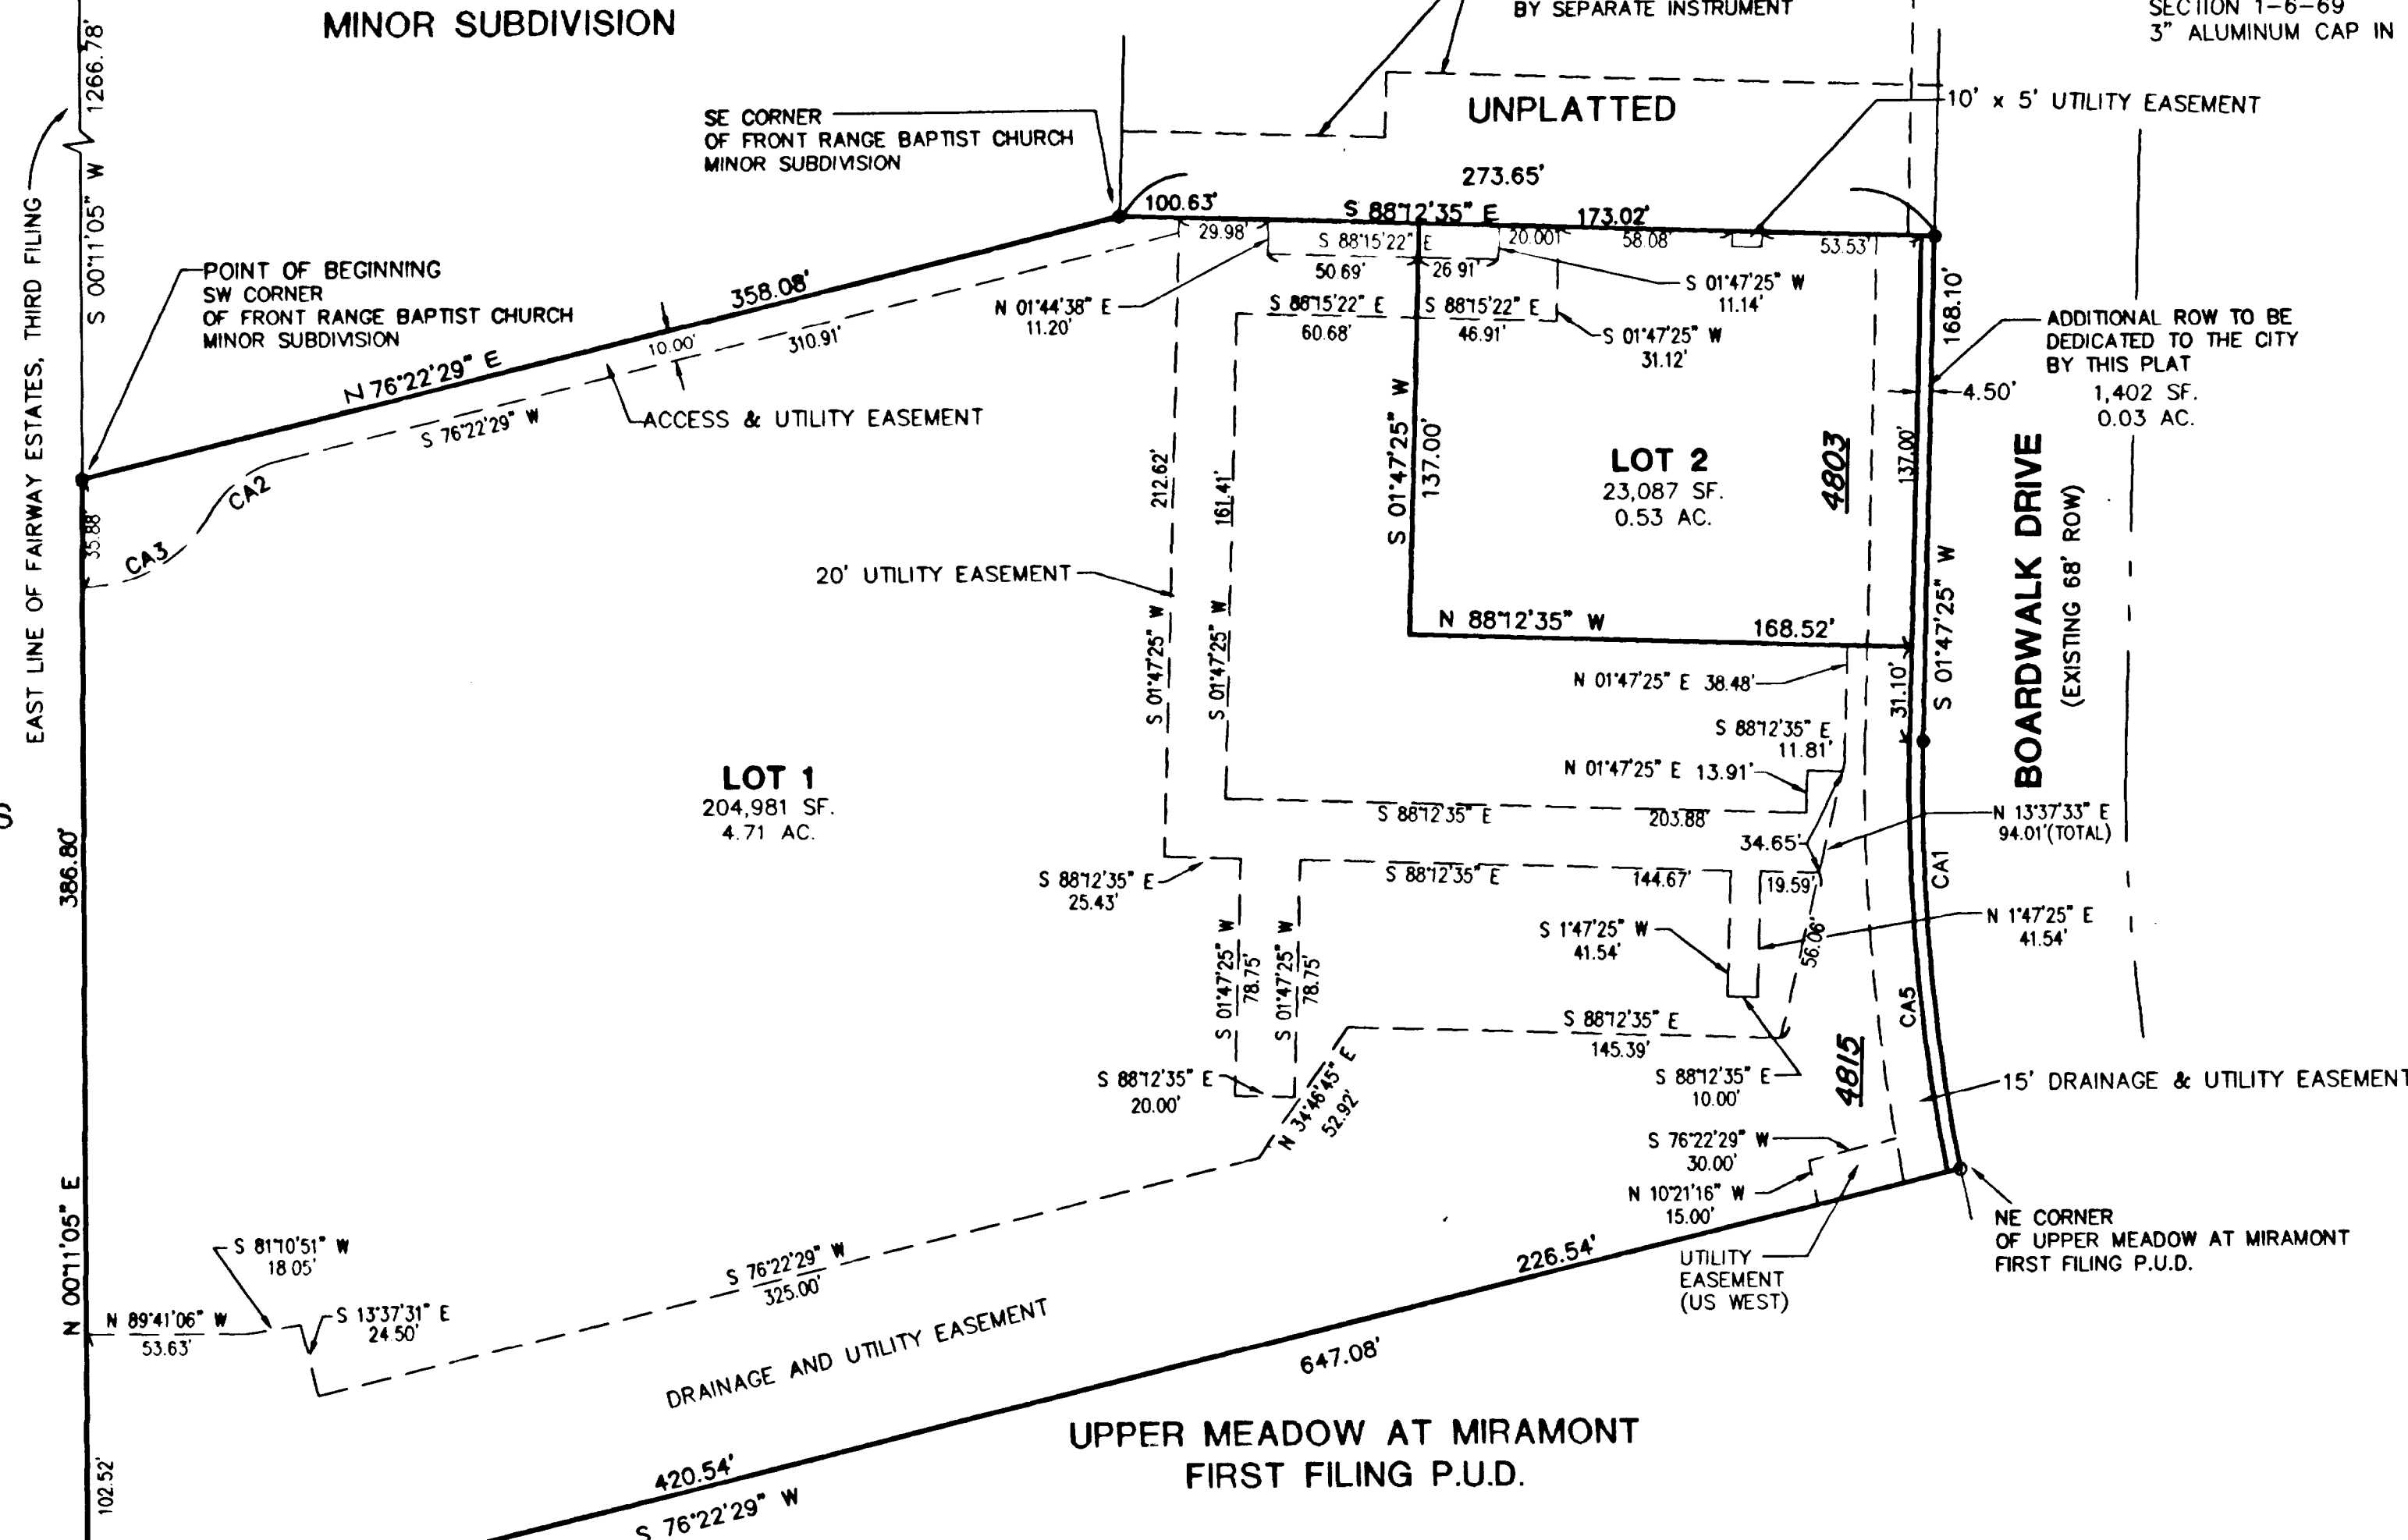 MINOR SUBDIVISION
BY SEPARATE INSTRUMENT
SECTION 1-6-69
3" ALUMINUM CAP IN
1266.78'
S 00°11'05" W
EAST LINE OF FAIRWAY ESTATES, THIRD FILING
SE CORNER
OF FRONT RANGE BAPTIST CHURCH
MINOR SUBDIVISION
UNPLATTED
10' x 5' UTILITY EASEMENT
273.65'
100.63'
S 88°12'35" E
173.02'
29.98'
S 88°15'22" E
20.00'
58.08'
53.53'
50.69'
26.91'
POINT OF BEGINNING
SW CORNER
OF FRONT RANGE BAPTIST CHURCH
MINOR SUBDIVISION
358.08'
N 76°22'29" E
10.00'
310.91'
S 76°22'29" W
ACCESS & UTILITY EASEMENT
N 01°44'38" E
11.20'
S 88°15'22" E
60.68'
S 88°15'22" E
46.91'
S 01°47'25" W
11.14'
S 01°47'25" W
31.12'
168.10'
ADDITIONAL ROW TO BE
DEDICATED TO THE CITY
BY THIS PLAT
1,402 SF.
0.03 AC.
4.50'
CA2
CA3
35.88'
212.62'
161.41'
S 01°47'25" W
137.00'
LOT 2
23,087 SF.
0.53 AC.
4803
137.00'
BOARDWALK DRIVE
(EXISTING 68' ROW)
S 01°47'25" W
20' UTILITY EASEMENT
S 01°47'25" W
S 01°47'25" W
N 88°12'35" W
168.52'
31.10'
N 01°47'25" E 38.48'
S 88°12'35" E
11.81'
N 01°47'25" E 13.91'
LOT 1
204,981 SF.
4.71 AC.
S
386.80'
S 88°12'35" E
203.88'
34.65'
N 13°37'33" E
94.01'(TOTAL)
CA1
S 88°12'35" E
25.43'
S 88°12'35" E
144.67'
19.59'
S 1°47'25" W
41.54'
N 1°47'25" E
41.54'
56.06'
S 01°47'25" W
78.75'
S 01°47'25" W
78.75'
CA5
S 88°12'35" E
145.39'
S 88°12'35" E
20.00'
N 34°46'45" E
52.92'
S 88°12'35" E
10.00'
4815
15' DRAINAGE & UTILITY EASEMENT
S 76°22'29" W
30.00'
N 10°21'16" W
15.00'
UTILITY
EASEMENT
(US WEST)
NE CORNER
OF UPPER MEADOW AT MIRAMONT
FIRST FILING P.U.D.
N 00°11'05" E
S 81°10'51" W
18.05'
N 89°41'06" W
53.63'
S 13°37'31" E
24.50'
S 76°22'29" W
325.00'
DRAINAGE AND UTILITY EASEMENT
226.54'
647.08'
420.54'
S 76°22'29" W
102.52'
UPPER MEADOW AT MIRAMONT
FIRST FILING P.U.D.